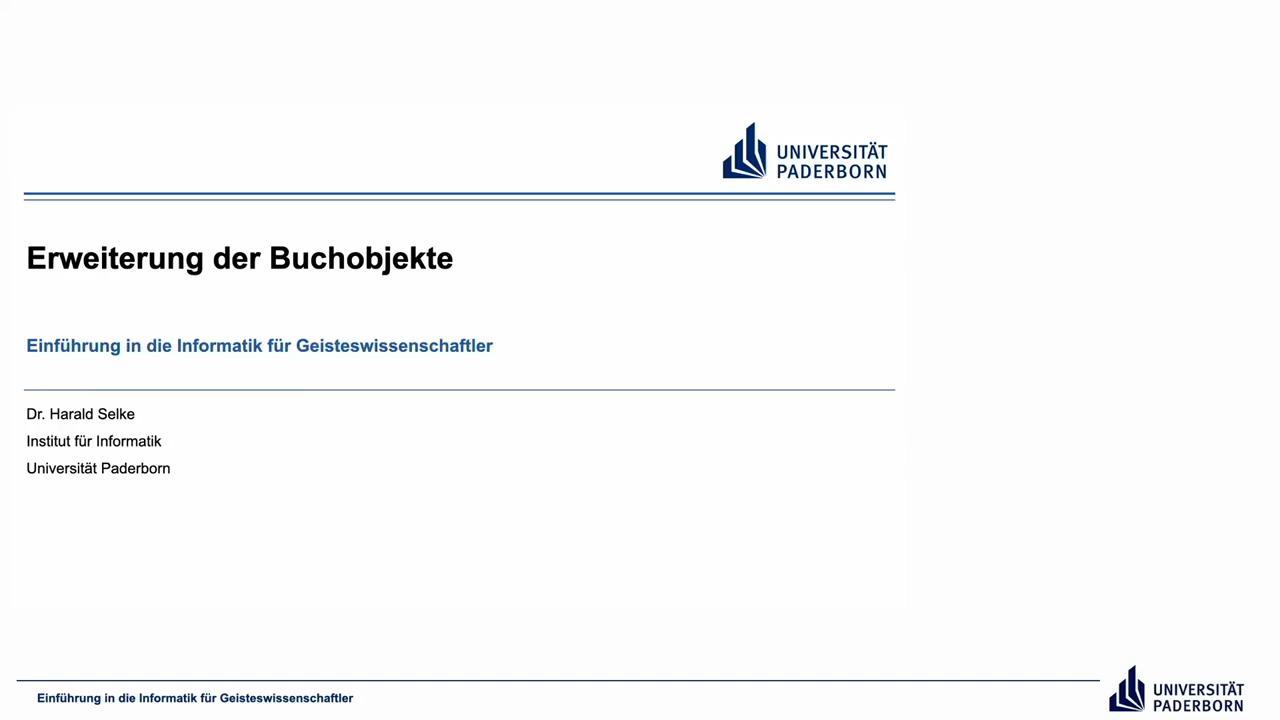 UNIVERSITÄT
PADERBORN
Erweiterung der Buchobjekte
Einführung in die Informatik für Geisteswissenschaftler
Dr. Harald Selke
Institut für Informatik
Universität Paderborn
Einführung in die Informatik für Geisteswissenschaftler
UNIVERSITÄT
PADERBORN